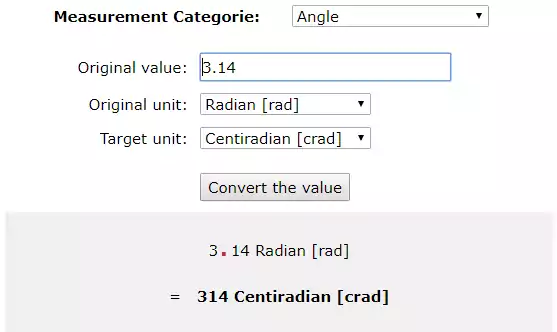 Measurement Categorie: Angle
Original value: 3.14
Original unit: Radian [rad]
Target unit: Centiradian [crad]
Convert the value
3.14 Radian [rad]
= 314 Centiradian [crad]